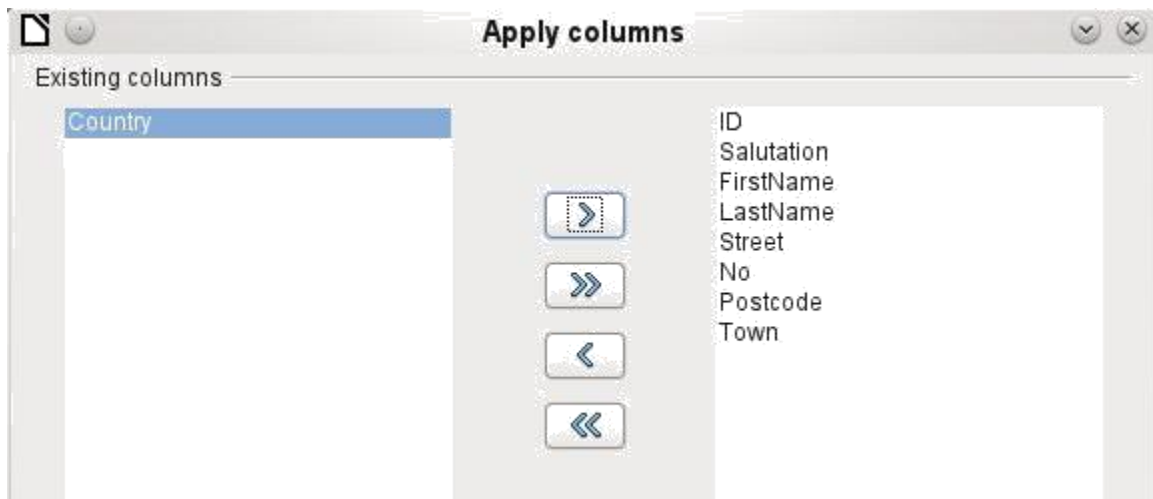 Apply columns
Existing columns
Country
ID
Salutation
FirstName
LastName
Street
No
Postcode
Town